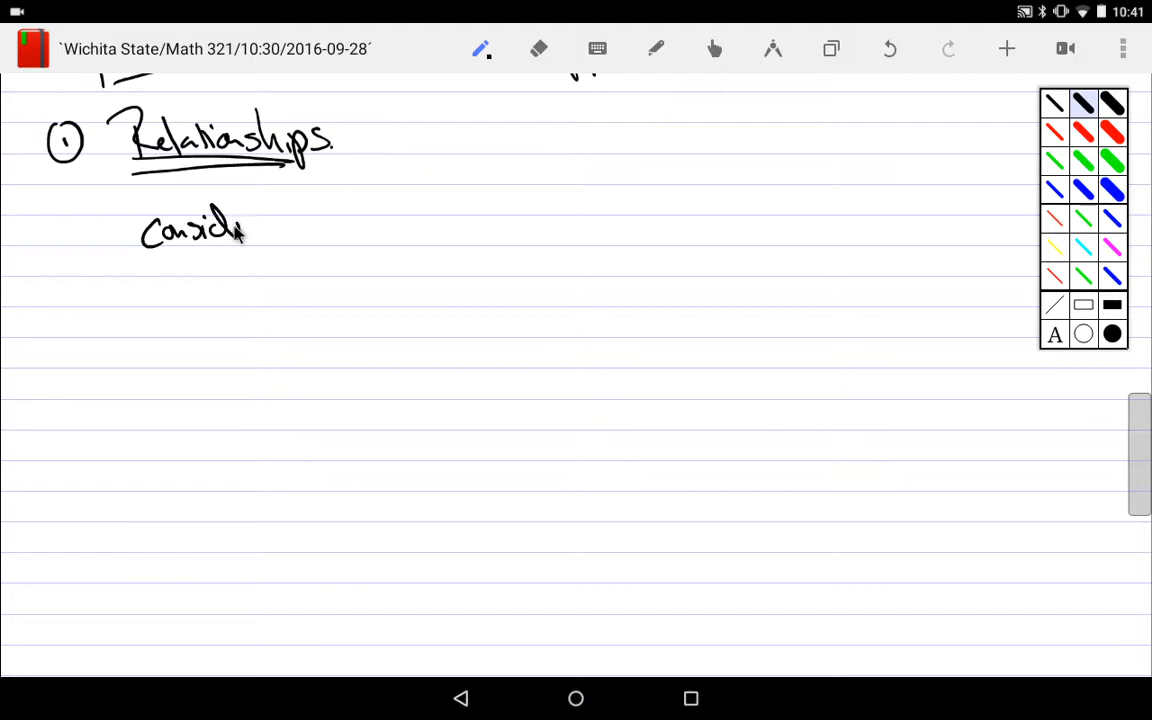 10:41
`Wichita State/Math 321/10:30/2016-09-28´
① Relationships.
Consid
A